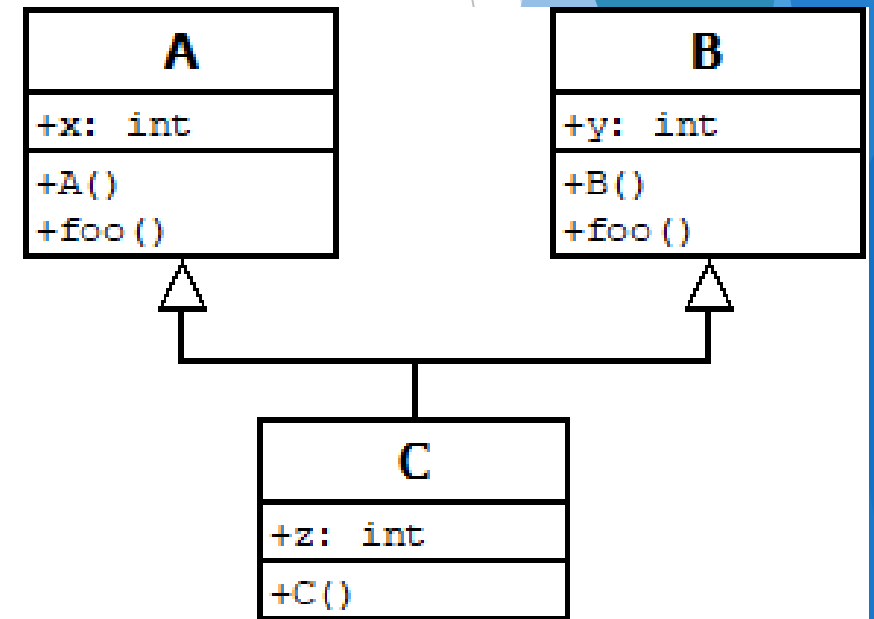 A
+x: int
+A()
+foo()
B
+y: int
+B()
+foo()
C
+z: int
+C()